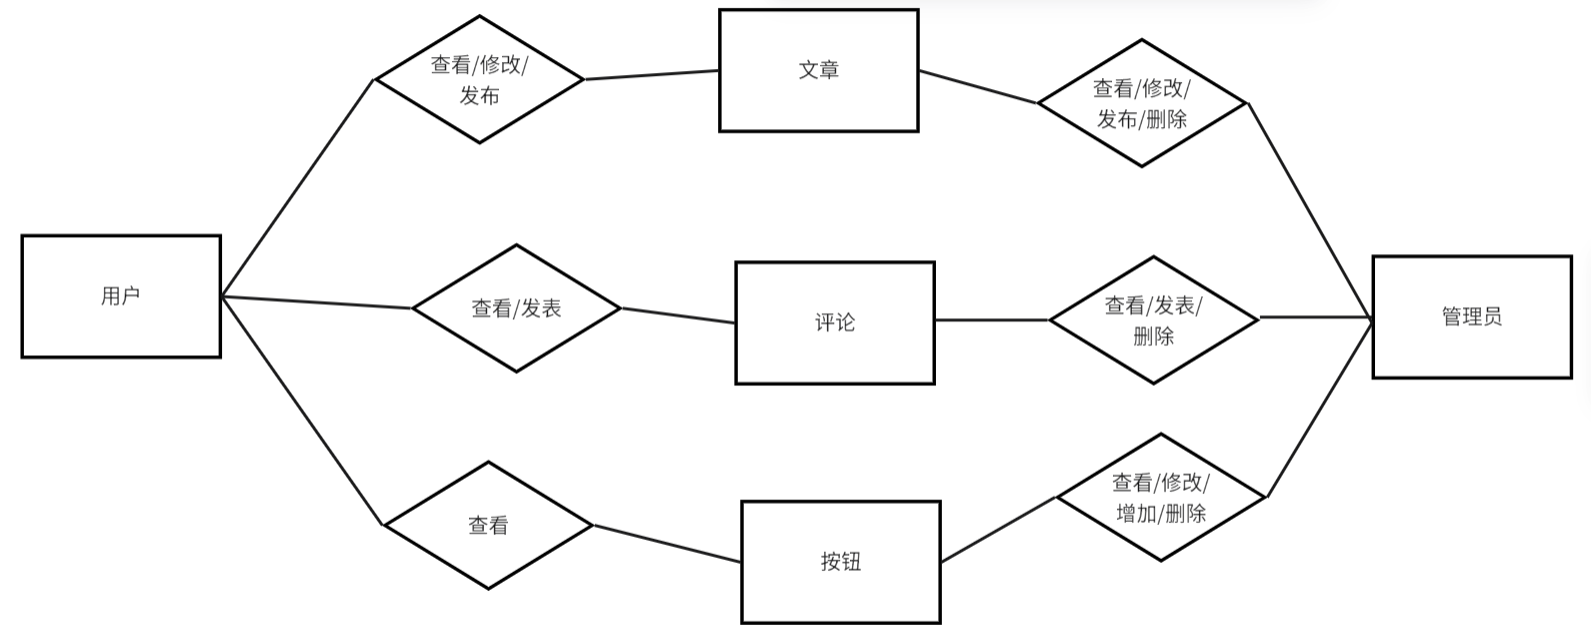 查看/修改/
发布
文章
查看/修改/
发布/删除
用户
查看/发表
评论
查看/发表/
删除
管理员
查看
按钮
查看/修改/
增加/删除